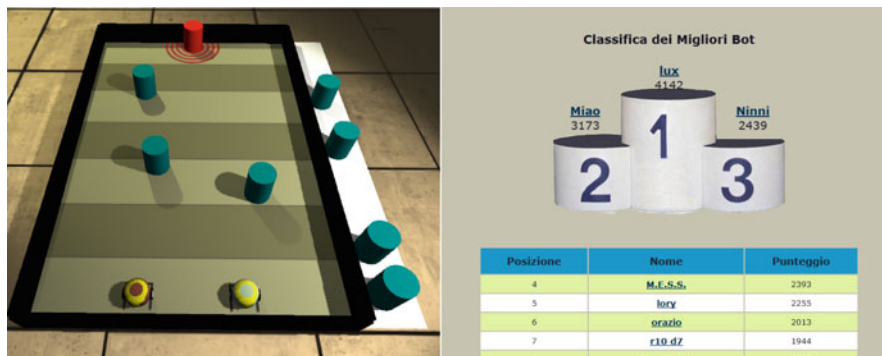 Classifica dei Migliori Bot
lux
4142
Miao
3173
Ninni
2439
1
2
3
Posizione Nome Punteggio
4 M.E.S.S. 2393
5 lory 2255
6 orazio 2013
7 r10 d7 1944